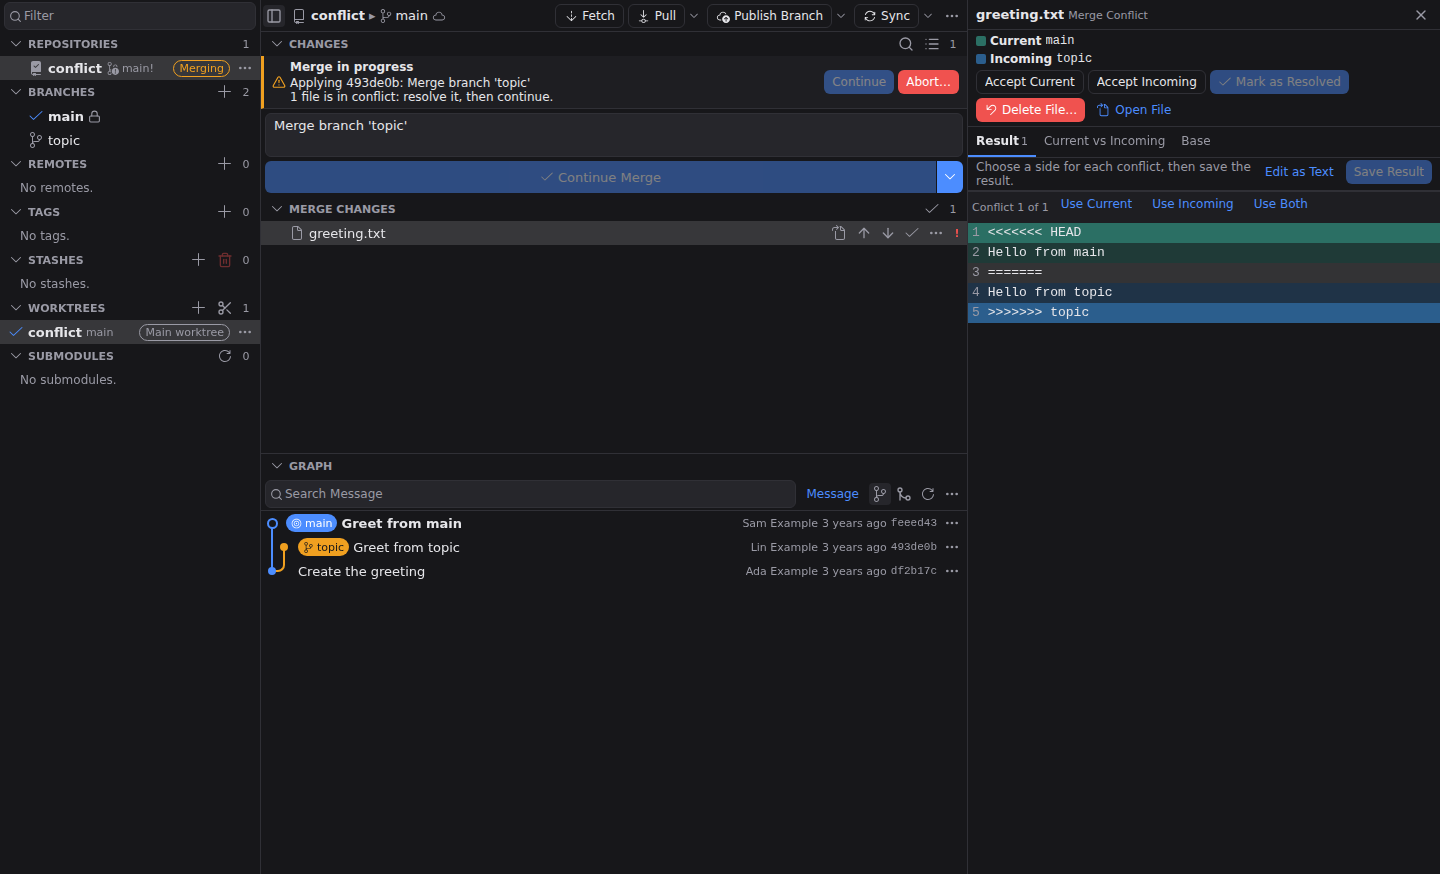 Filter
REPOSITORIES 1
conflict main! Merging
BRANCHES 2
main
topic
REMOTES 0
No remotes.
TAGS 0
No tags.
STASHES 0
No stashes.
WORKTREES 1
conflict main Main worktree
SUBMODULES 0
No submodules.
conflict ▸ main
Fetch Pull Publish Branch Sync
CHANGES 1
Merge in progress
Applying 493de0b: Merge branch 'topic'
1 file is in conflict: resolve it, then continue.
Continue Abort...
Merge branch 'topic'
Continue Merge
MERGE CHANGES 1
greeting.txt !
GRAPH
Search Message Message
main Greet from main Sam Example 3 years ago feeed43
topic Greet from topic Lin Example 3 years ago 493de0b
Create the greeting Ada Example 3 years ago df2b17c
greeting.txt Merge Conflict
Current main
Incoming topic
Accept Current Accept Incoming Mark as Resolved
Delete File... Open File
Result 1 Current vs Incoming Base
Choose a side for each conflict, then save the
result.
Edit as Text Save Result
Conflict 1 of 1 Use Current Use Incoming Use Both
1 <<<<<<< HEAD
2 Hello from main
3 =======
4 Hello from topic
5 >>>>>>> topic